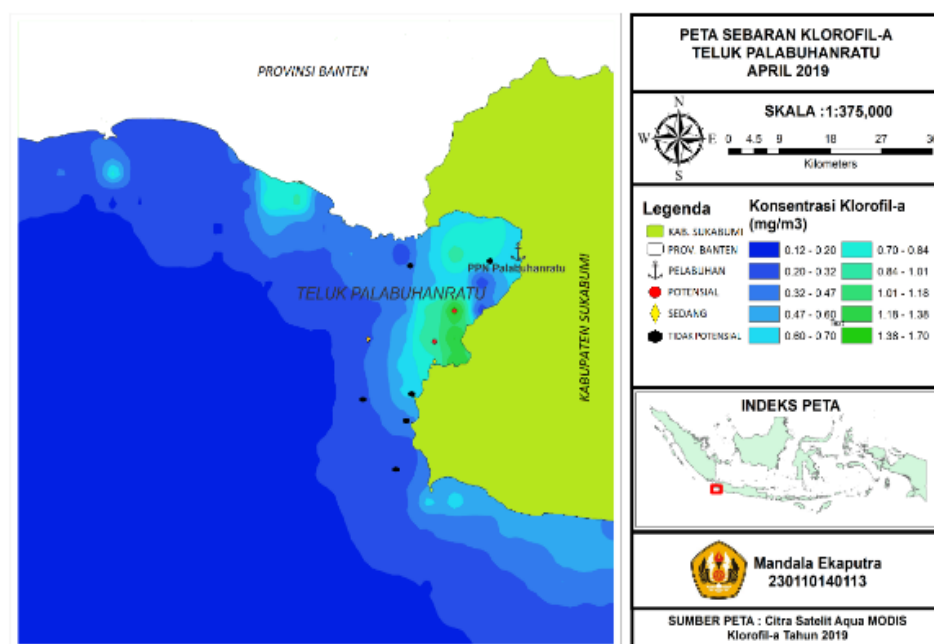 PROVINSI BANTEN
PPN Palabuhanratu
TELUK PALABUHANRATU
KABUPATEN SUKABUMI
PETA SEBARAN KLOROFIL-A
TELUK PALABUHANRATU
APRIL 2019
SKALA :1:375,000
N
W E
S
0 4.5 9 18 27 36
Kilometers
Legenda
KAB. SUKABUMI
PROV. BANTEN
PELABUHAN
POTENSIAL
SEDANG
TIDAK POTENSIAL
Konsentrasi Klorofil-a
(mg/m3)
0.12 - 0.20
0.20 - 0.32
0.32 - 0.47
0.47 - 0.60
0.60 - 0.70
0.70 - 0.84
0.84 - 1.01
1.01 - 1.18
1.18 - 1.38
1.38 - 1.70
Text
INDEKS PETA
Mandala Ekaputra
230110140113
SUMBER PETA : Citra Satelit Aqua MODIS
Klorofil-a Tahun 2019